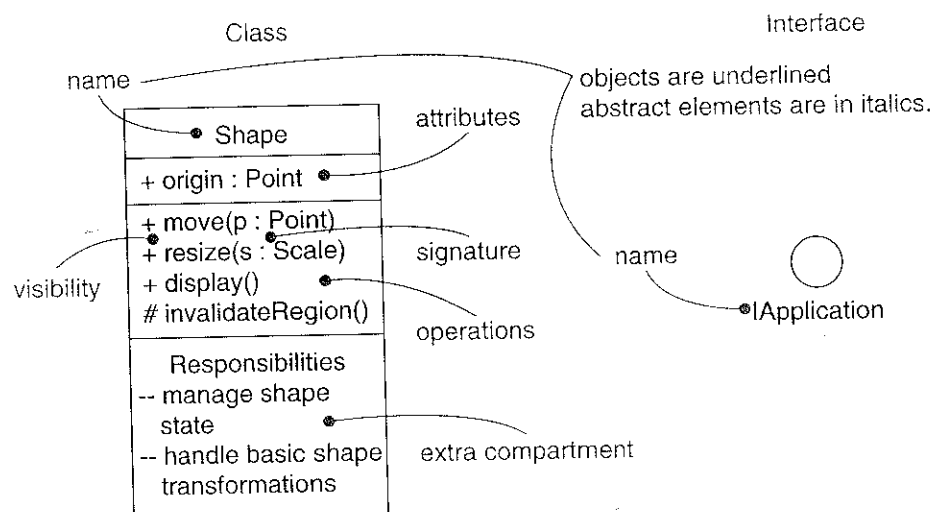 Class
Interface
name
objects are underlined
abstract elements are in italics.
attributes
Shape
+ origin : Point
+ move(p : Point)
+ resize(s : Scale)
+ display()
# invalidateRegion()
signature
name
visibility
IApplication
operations
Responsibilities
-- manage shape
state
-- handle basic shape
transformations
extra compartment